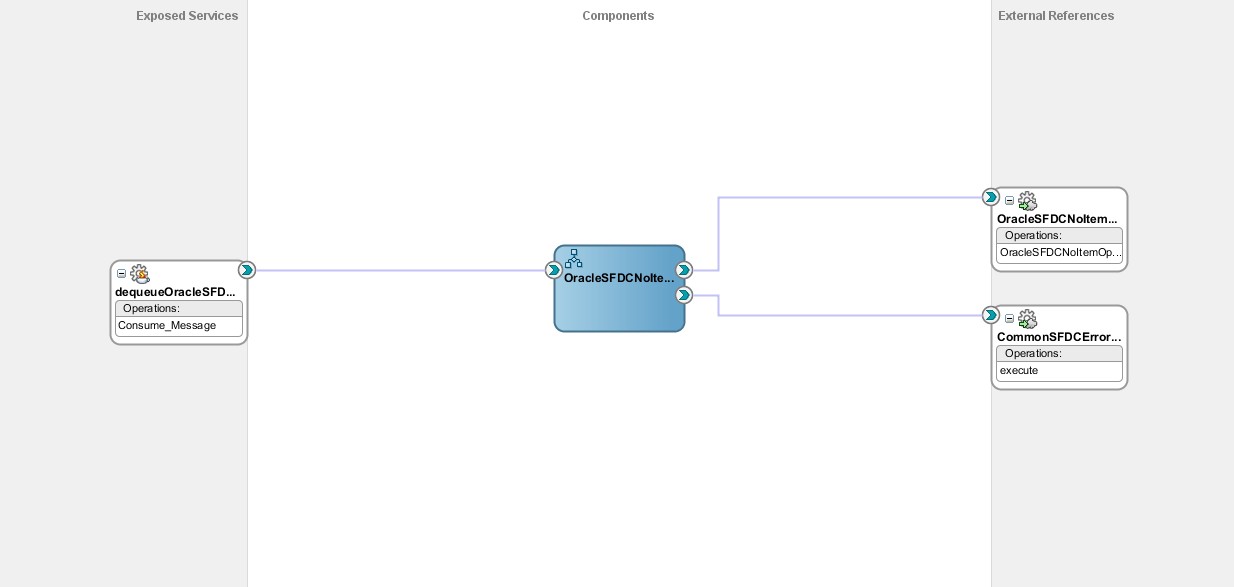 Exposed Services
Components
External References
dequeueOracleSFD...
Operations:
Consume_Message
OracleSFDCNoIte...
OracleSFDCNoItem...
Operations:
OracleSFDCNoItemOp...
CommonSFDCError...
Operations:
execute